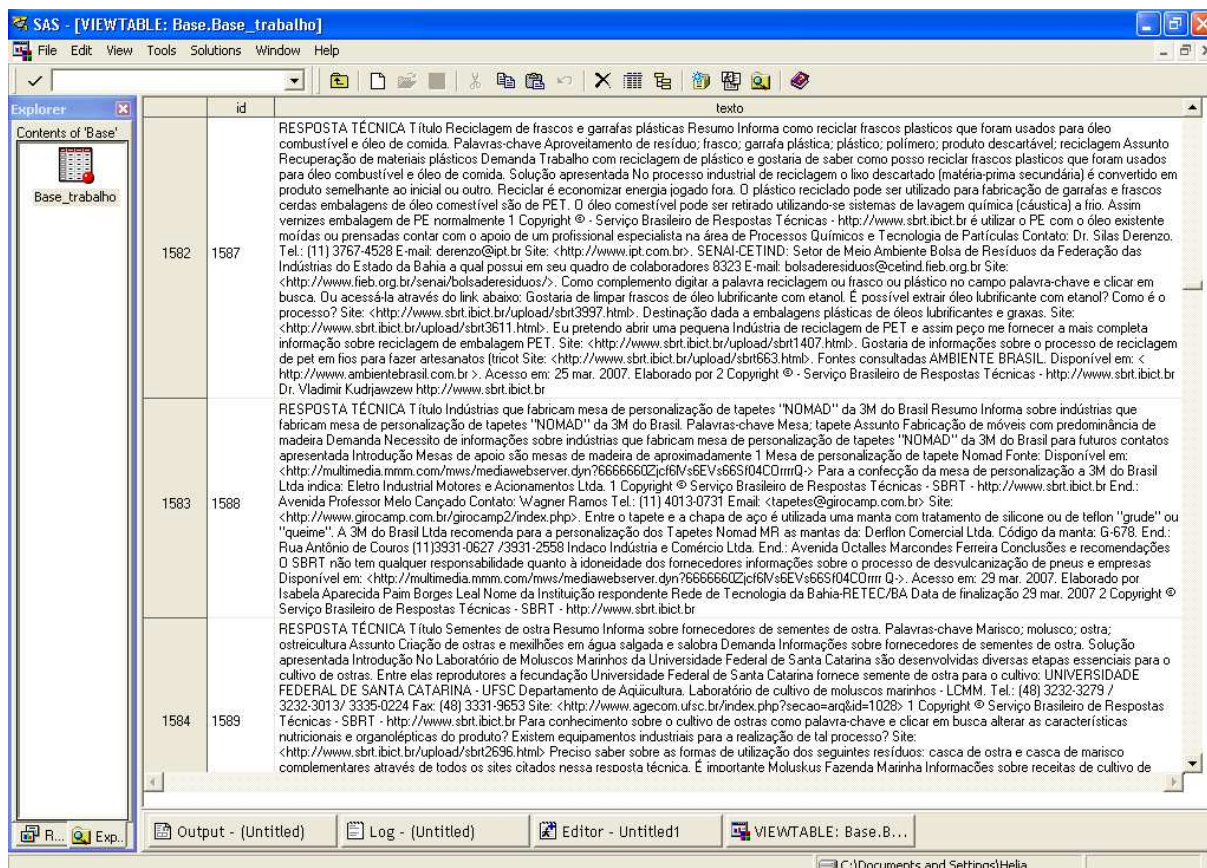 SAS - [VIEWTABLE: Base.Base_trabalho]
File Edit View Tools Solutions Window Help
Explorer
Contents of 'Base'
Base_trabalho
id texto
1582 1587
RESPOSTA TÉCNICA Título Reciclagem de frascos e garrafas plásticas Resumo Informa como reciclar frascos plasticos que foram usados para óleo
combustível e óleo de comida. Palavras-chave Aproveitamento de resíduo; frasco; garrafa plástica; plástico; polímero; produto descartável; reciclagem Assunto
Recuperação de materiais plásticos Demanda Trabalho com reciclagem de plástico e gostaria de saber como posso reciclar frascos plasticos que foram usados
para óleo combustível e óleo de comida. Solução apresentada No processo industrial de reciclagem o lixo descartado (matéria-prima secundária) é convertido em
produto semelhante ao inicial ou outro. Reciclar é economizar energia jogado fora. O plástico reciclado pode ser utilizado para fabricação de garrafas e frascos
cerdas embalagens de óleo comestível são de PET. O óleo comestível pode ser retirado utilizando-se sistemas de lavagem química (cáustica) a frio. Assim
vernizes embalagem de PE normalmente 1 Copyright © - Serviço Brasileiro de Respostas Técnicas - http://www.sbrt.ibict.br é utilizar o PE com o óleo existente
moídas ou prensadas contar com o apoio de um profissional especialista na área de Processos Químicos e Tecnologia de Partículas Contato: Dr. Silas Derenzo.
Tel.: (11) 3767-4528 E-mail: derenzo@ipt.br Site: <http://www.ipt.com.br>. SENAI-CETIND: Setor de Meio Ambiente Bolsa de Resíduos da Federação das
Indústrias do Estado da Bahia a qual possui em seu quadro de colaboradores 8323 E-mail: bolsaderesiduos@cetind.fieb.org.br Site:
<http://www.fieb.org.br/senai/bolsaderesiduos/>. Como complemento digitar a palavra reciclagem ou frasco ou plástico no campo palavra-chave e clicar em
busca. Ou acessá-la através do link abaixo: Gostaria de limpar frascos de óleo lubrificante com etanol. É possível extrair óleo lubrificante com etanol? Como é o
processo? Site: <http://www.sbrt.ibict.br/upload/sbrt3997.html>. Destinação dada a embalagens plásticas de óleos lubrificantes e graxas. Site:
<http://www.sbrt.ibict.br/upload/sbrt3611.html>. Eu pretendo abrir uma pequena Indústria de reciclagem de PET e assim peço me fornecer a mais completa
informação sobre reciclagem de embalagem PET. Site: <http://www.sbrt.ibict.br/upload/sbrt1407.html>. Gostaria de informações sobre o processo de reciclagem
de pet em fios para fazer artesanatos (tricot Site: <http://www.sbrt.ibict.br/upload/sbrt663.html>. Fontes consultadas AMBIENTE BRASIL. Disponível em: <
http://www.ambientebrasil.com.br >. Acesso em: 25 mar. 2007. Elaborado por 2 Copyright © - Serviço Brasileiro de Respostas Técnicas - http://www.sbrt.ibict.br
Dr. Vladimir Kudrjawzew http://www.sbrt.ibict.br
1583 1588
RESPOSTA TÉCNICA Título Indústrias que fabricam mesa de personalização de tapetes "NOMAD" da 3M do Brasil Resumo Informa sobre indústrias que
fabricam mesa de personalização de tapetes "NOMAD" da 3M do Brasil. Palavras-chave Mesa; tapete Assunto Fabricação de móveis com predominância de
madeira Demanda Necessito de informações sobre indústrias que fabricam mesa de personalização de tapetes "NOMAD" da 3M do Brasil para futuros contatos
apresentada Introdução Mesas de apoio são mesas de madeira de aproximadamente 1 Mesa de personalização de tapete Nomad Fonte: Disponível em:
<http://multimedia.mmm.com/mws/mediawebserver.dyn?6666660Zjcf6lVs6EVs66Sf04COrrrrQ-> Para a confecção da mesa de personalização a 3M do Brasil
Ltda indica: Eletro Industrial Motores e Acionamentos Ltda. 1 Copyright © Serviço Brasileiro de Respostas Técnicas - SBRT - http://www.sbrt.ibict.br End.:
Avenida Professor Melo Cançado Contato: Wagner Ramos Tel.: (11) 4013-0731 Email: <tapetes@girocamp.com.br> Site:
<http://www.girocamp.com.br/girocamp2/index.php>. Entre o tapete e a chapa de aço é utilizada uma manta com tratamento de silicone ou de teflon "grude" ou
"queime". A 3M do Brasil Ltda recomenda para a personalização dos Tapetes Nomad MR as mantas da: Derflon Comercial Ltda. Código da manta: G-678. End.:
Rua Antônio de Couros (11)3931-0627 /3931-2558 Indaco Indústria e Comércio Ltda. End.: Avenida Octalles Marcondes Ferreira Conclusões e recomendações
O SBRT não tem qualquer responsabilidade quanto à idoneidade dos fornecedores informações sobre o processo de desvulcanização de pneus e empresas
Disponível em: <http://multimedia.mmm.com/mws/mediawebserver.dyn?6666660Zjcf6lVs6EVs66Sf04COrrrr Q->. Acesso em: 29 mar. 2007. Elaborado por
Isabela Aparecida Paim Borges Leal Nome da Instituição respondente Rede de Tecnologia da Bahia-RETEC/BA Data de finalização 29 mar. 2007 2 Copyright ©
Serviço Brasileiro de Respostas Técnicas - SBRT - http://www.sbrt.ibict.br
1584 1589
RESPOSTA TÉCNICA Título Sementes de ostra Resumo Informa sobre fornecedores de sementes de ostra. Palavras-chave Marisco; molusco; ostra;
ostreicultura Assunto Criação de ostras e mexilhões em água salgada e salobra Demanda Informações sobre fornecedores de sementes de ostra. Solução
apresentada Introdução No Laboratório de Moluscos Marinhos da Universidade Federal de Santa Catarina são desenvolvidas diversas etapas essenciais para o
cultivo de ostras. Entre elas reprodutores a fecundação Universidade Federal de Santa Catarina fornece semente de ostra para o cultivo: UNIVERSIDADE
FEDERAL DE SANTA CATARINA - UFSC Departamento de Aqüicultura. Laboratório de cultivo de moluscos marinhos - LCMM. Tel.: (48) 3232-3279 /
3232-3013/ 3335-0224 Fax: (48) 3331-9653 Site: <http://www.agecom.ufsc.br/index.php?secao=arq&id=1028> 1 Copyright © Serviço Brasileiro de Respostas
Técnicas - SBRT - http://www.sbrt.ibict.br Para conhecimento sobre o cultivo de ostras como palavra-chave e clicar em busca alterar as características
nutricionais e organolépticas do produto? Existem equipamentos industriais para a realização de tal processo? Site:
<http://www.sbrt.ibict.br/upload/sbrt2696.html> Preciso saber sobre as formas de utilização dos seguintes resíduos: casca de ostra e casca de marisco
complementares através de todos os sites citados nessa resposta técnica. É importante Moluskus Fazenda Marinha Informações sobre receitas de cultivo de
R... Exp..
Output - (Untitled) Log - (Untitled) Editor - Untitled1 VIEWTABLE: Base.B...
C:\Documents and Settings\Helia